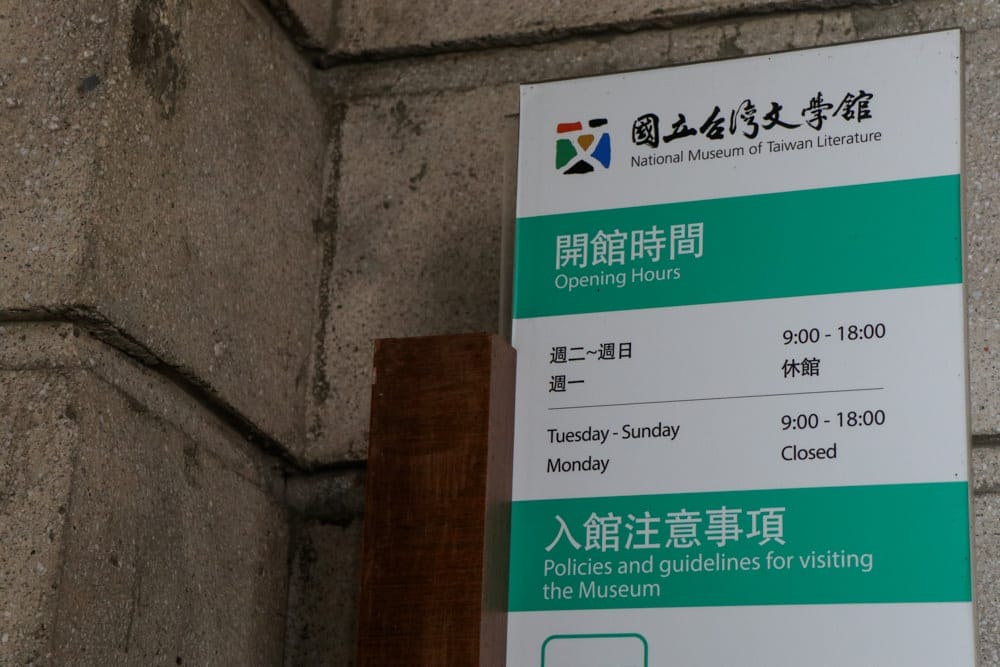 國立台灣文學館
National Museum of Taiwan Literature
開館時間
Opening Hours
週二~週日 9:00 - 18:00
週一 休館
Tuesday - Sunday 9:00 - 18:00
Monday Closed
入館注意事項
Policies and guidelines for visiting
the Museum